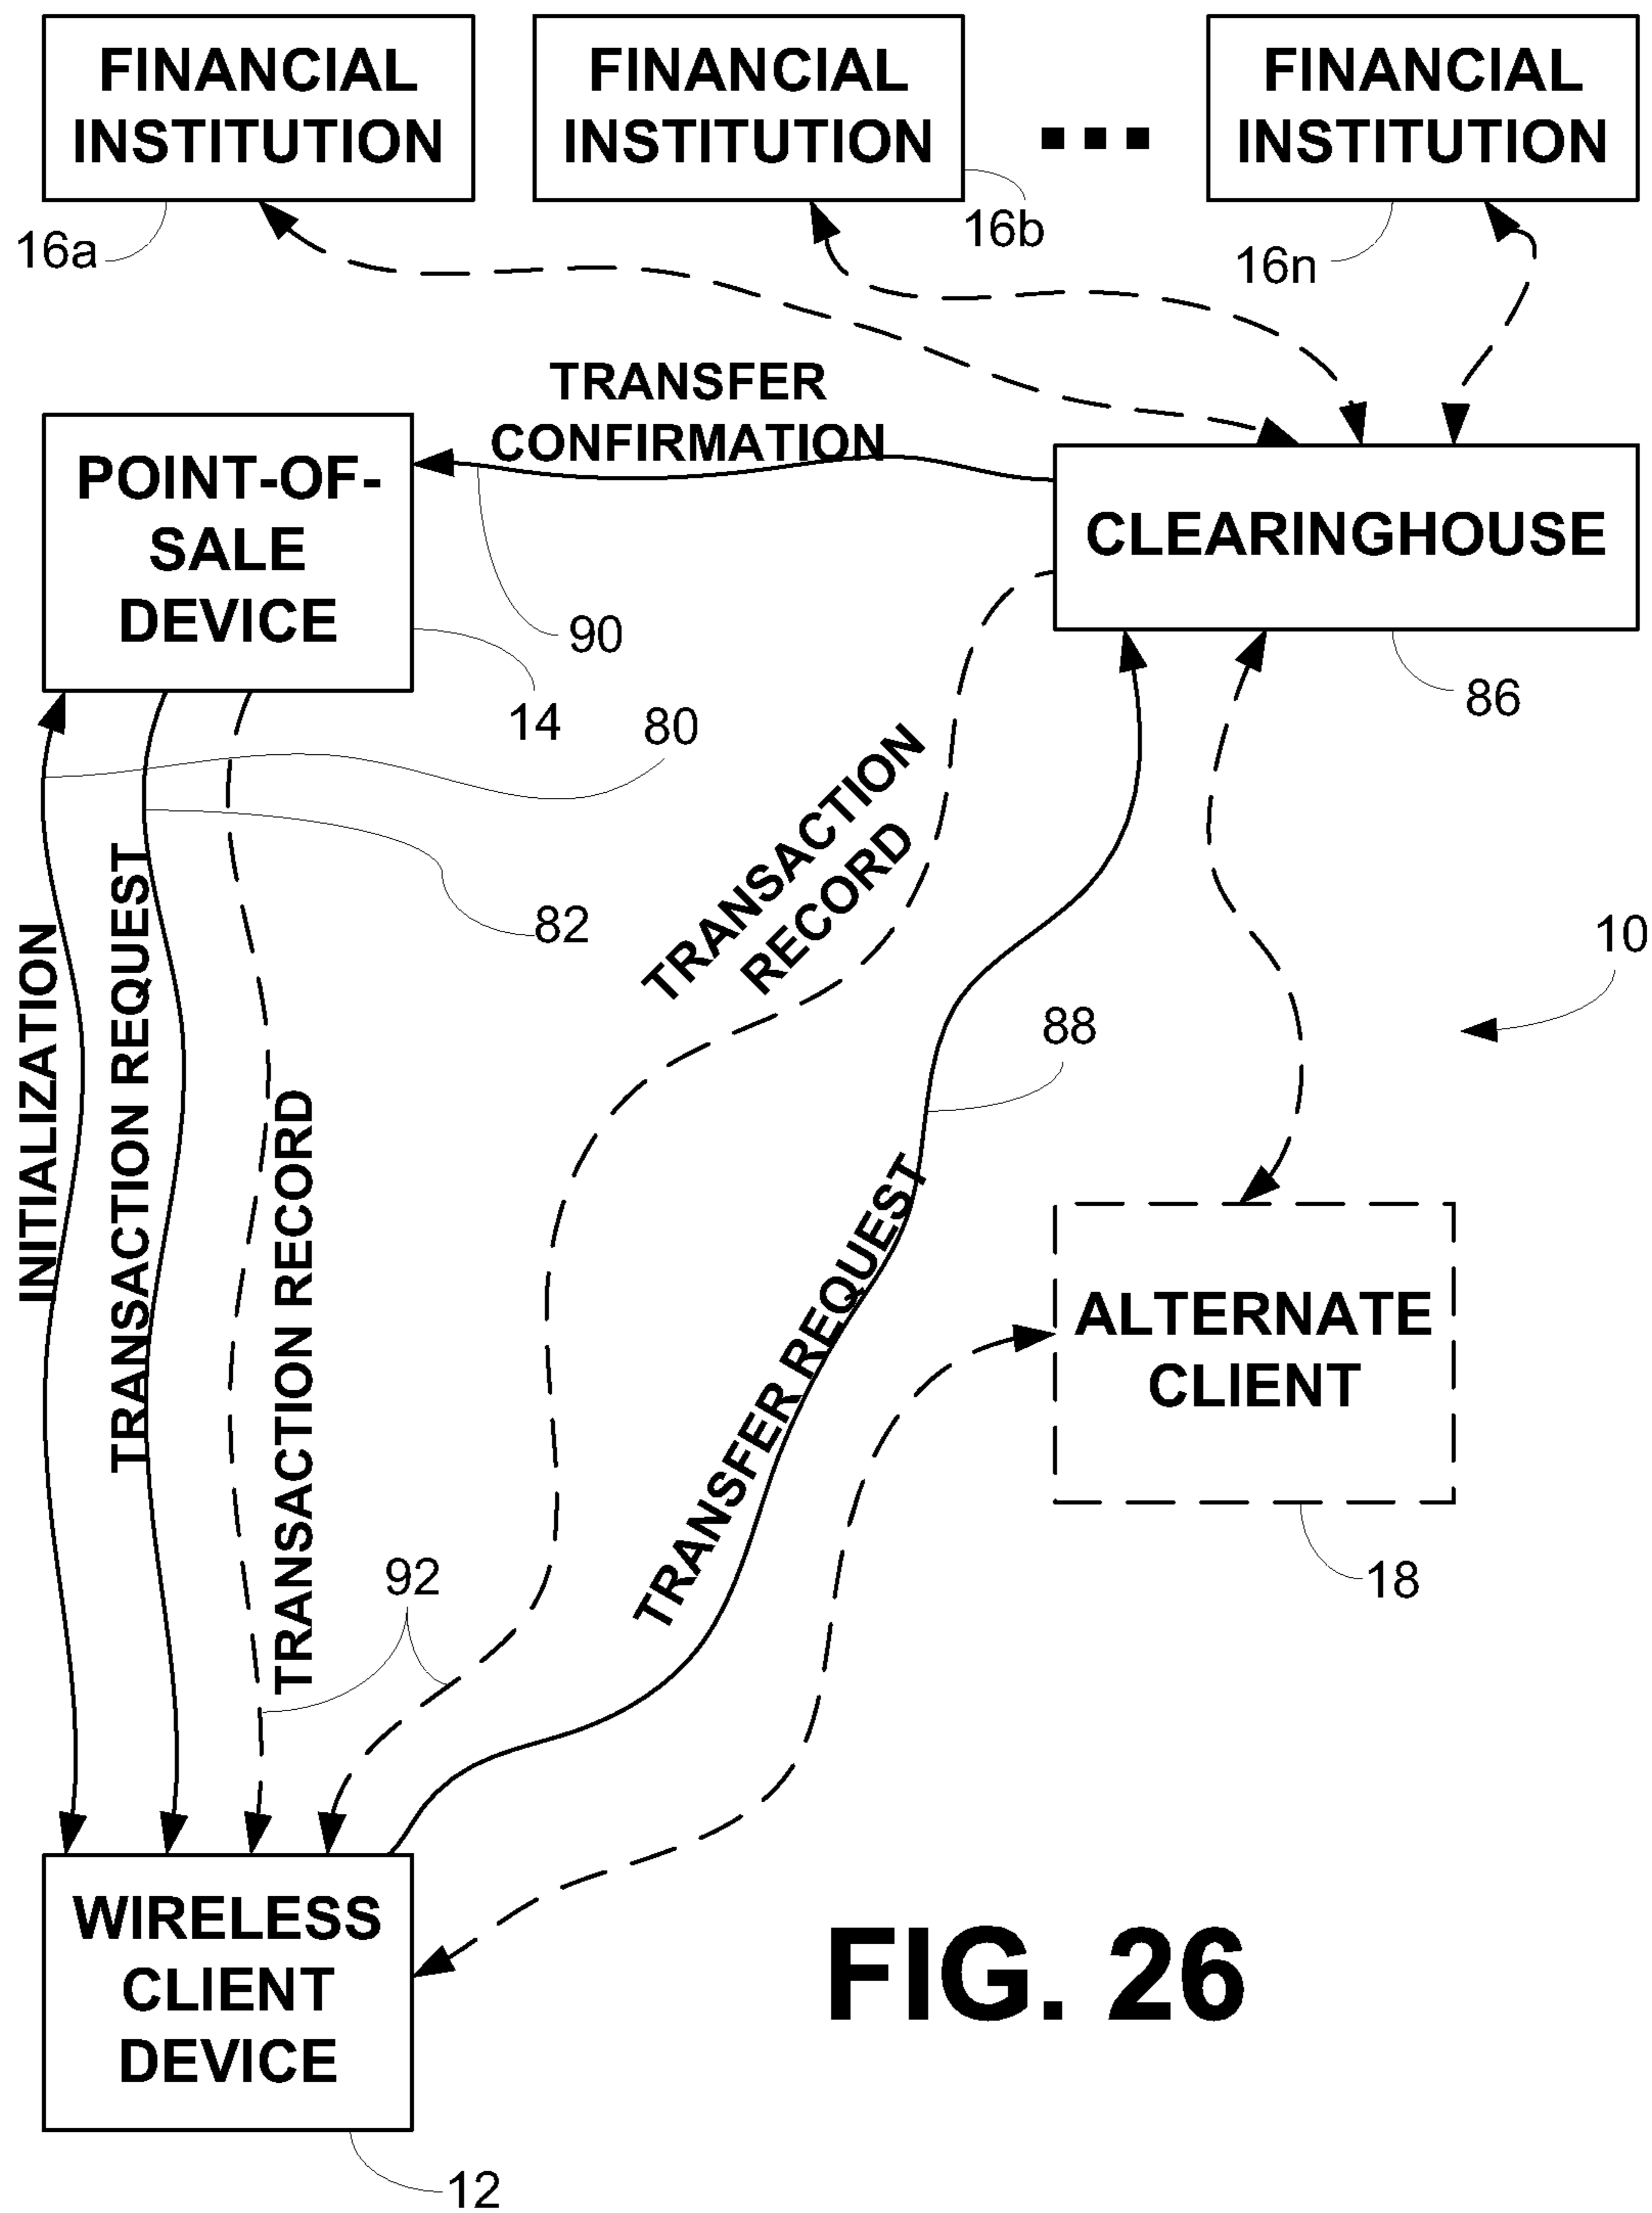 FINANCIAL
INSTITUTION
FINANCIAL
INSTITUTION
FINANCIAL
INSTITUTION
16a
16b
16n
TRANSFER
CONFIRMATION
POINT-OF-
SALE
DEVICE
CLEARINGHOUSE
90
14
80
86
82
INITIALIZATION
TRANSACTION REQUEST
TRANSACTION RECORD
TRANSACTION
RECORD
10
88
TRANSFER REQUEST
ALTERNATE
CLIENT
92
18
WIRELESS
CLIENT
DEVICE
12
FIG. 26